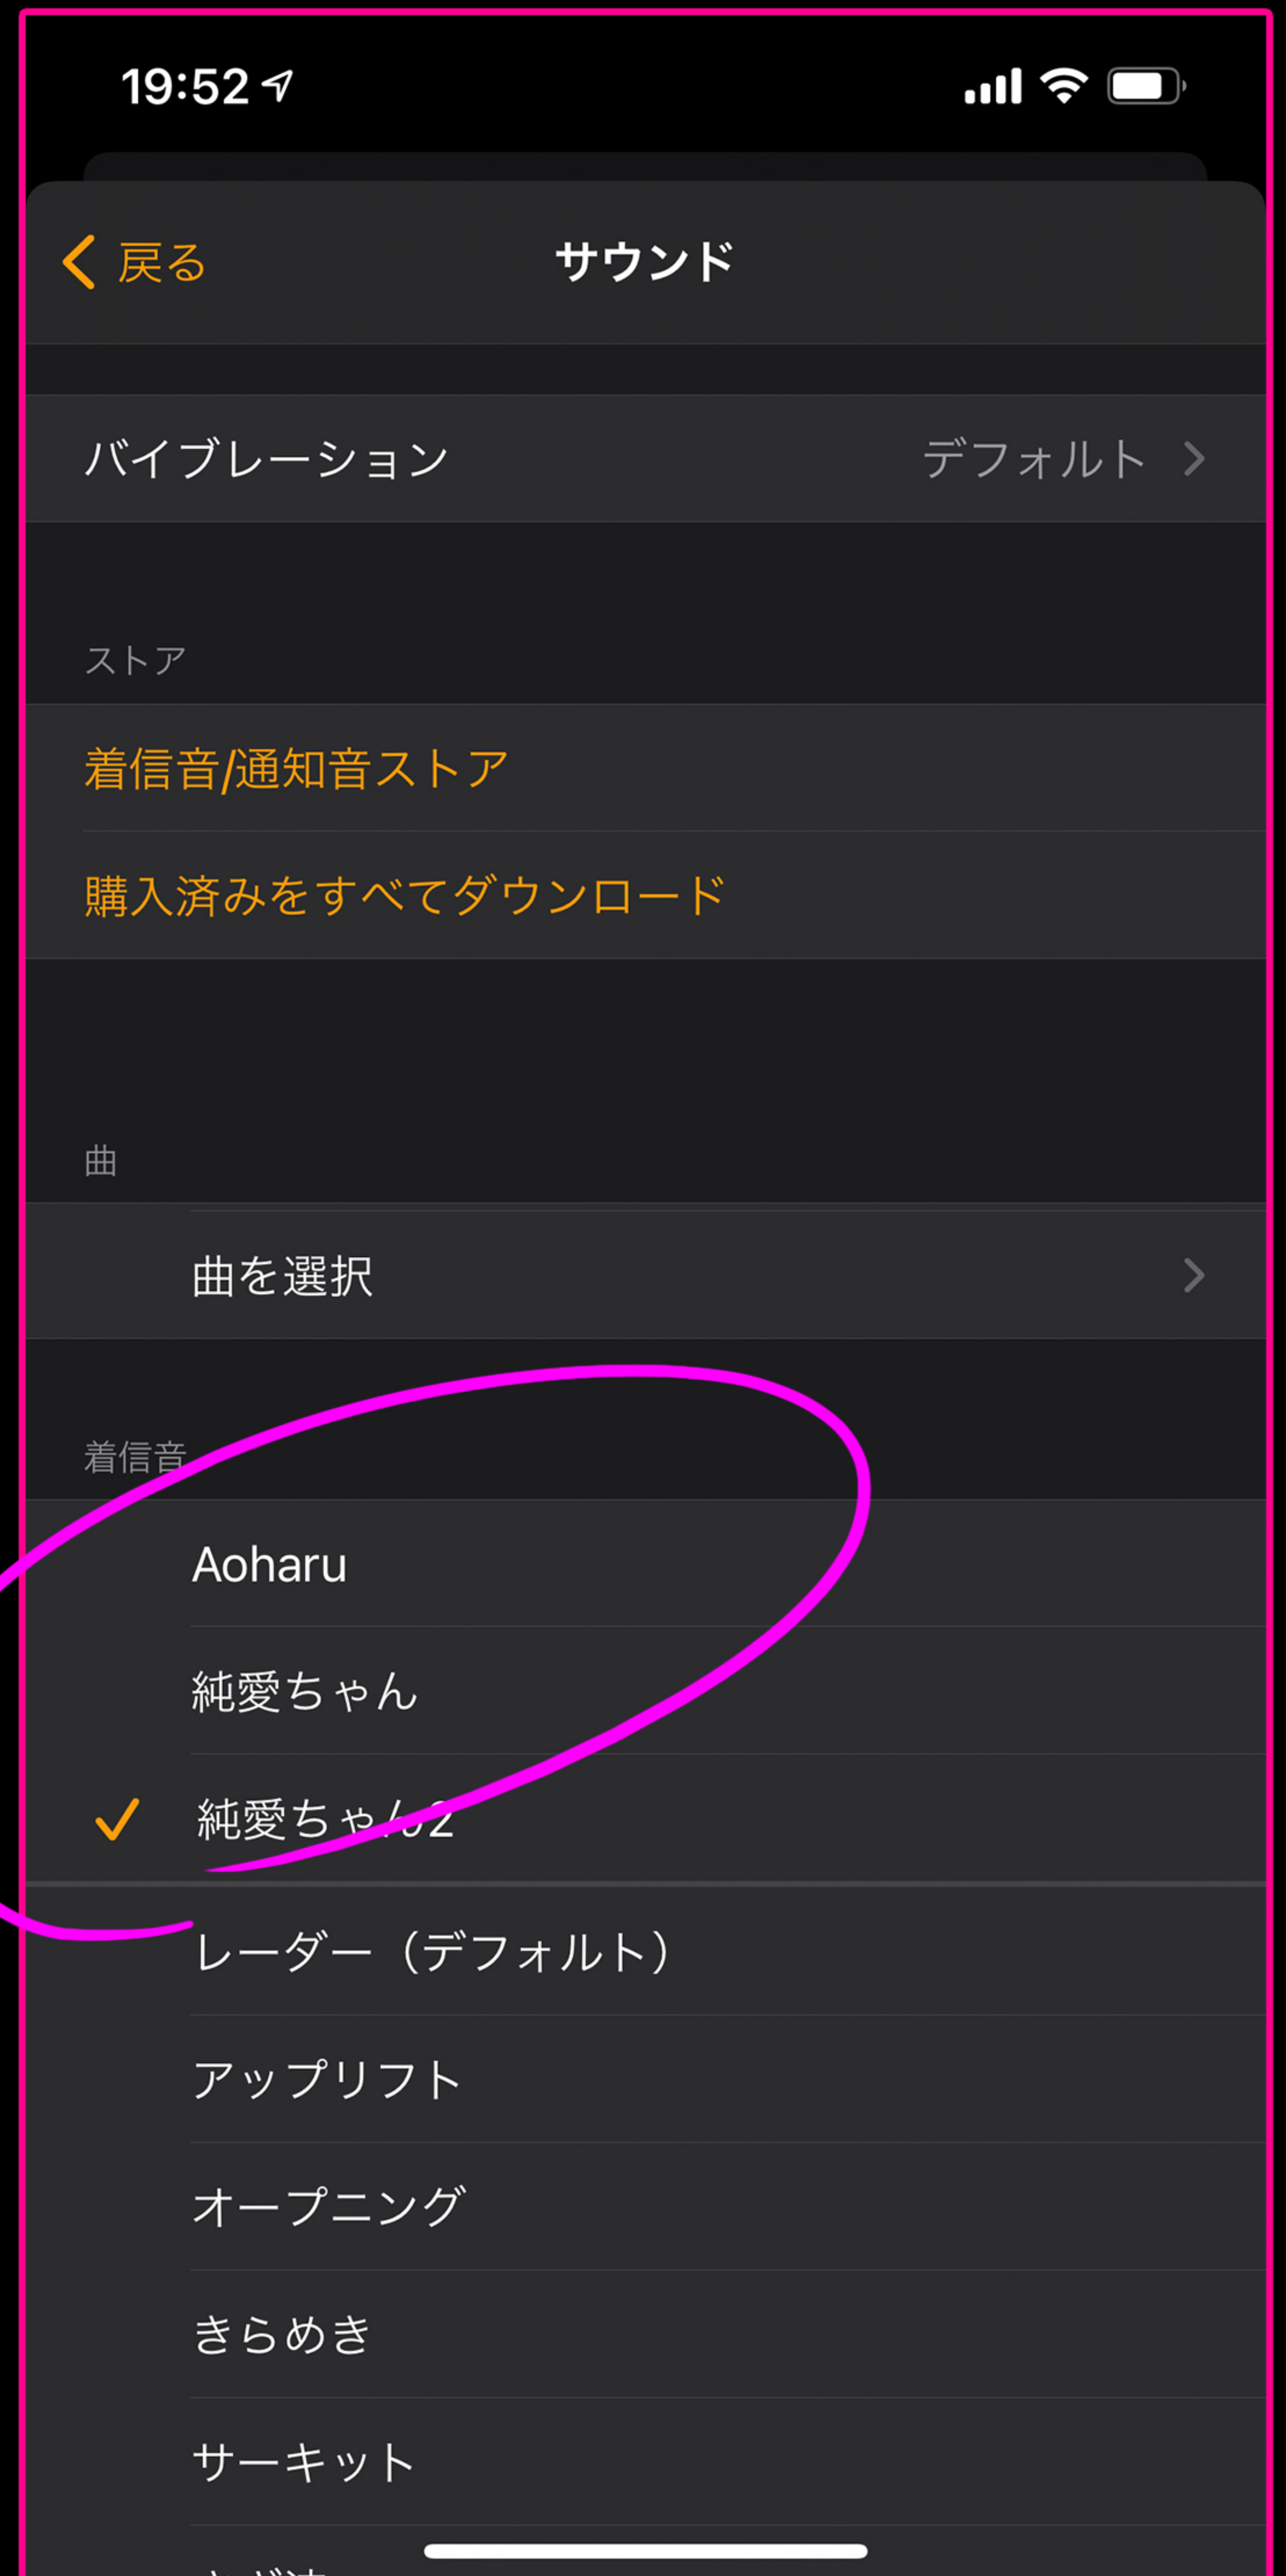 19:52
戻る
サウンド
バイブレーション デフォルト
ストア
着信音/通知音ストア
購入済みをすべてダウンロード
曲
曲を選択
着信音
Aoharu
純愛ちゃん
純愛ちゃん2
レーダー（デフォルト）
アップリフト
オープニング
きらめき
サーキット